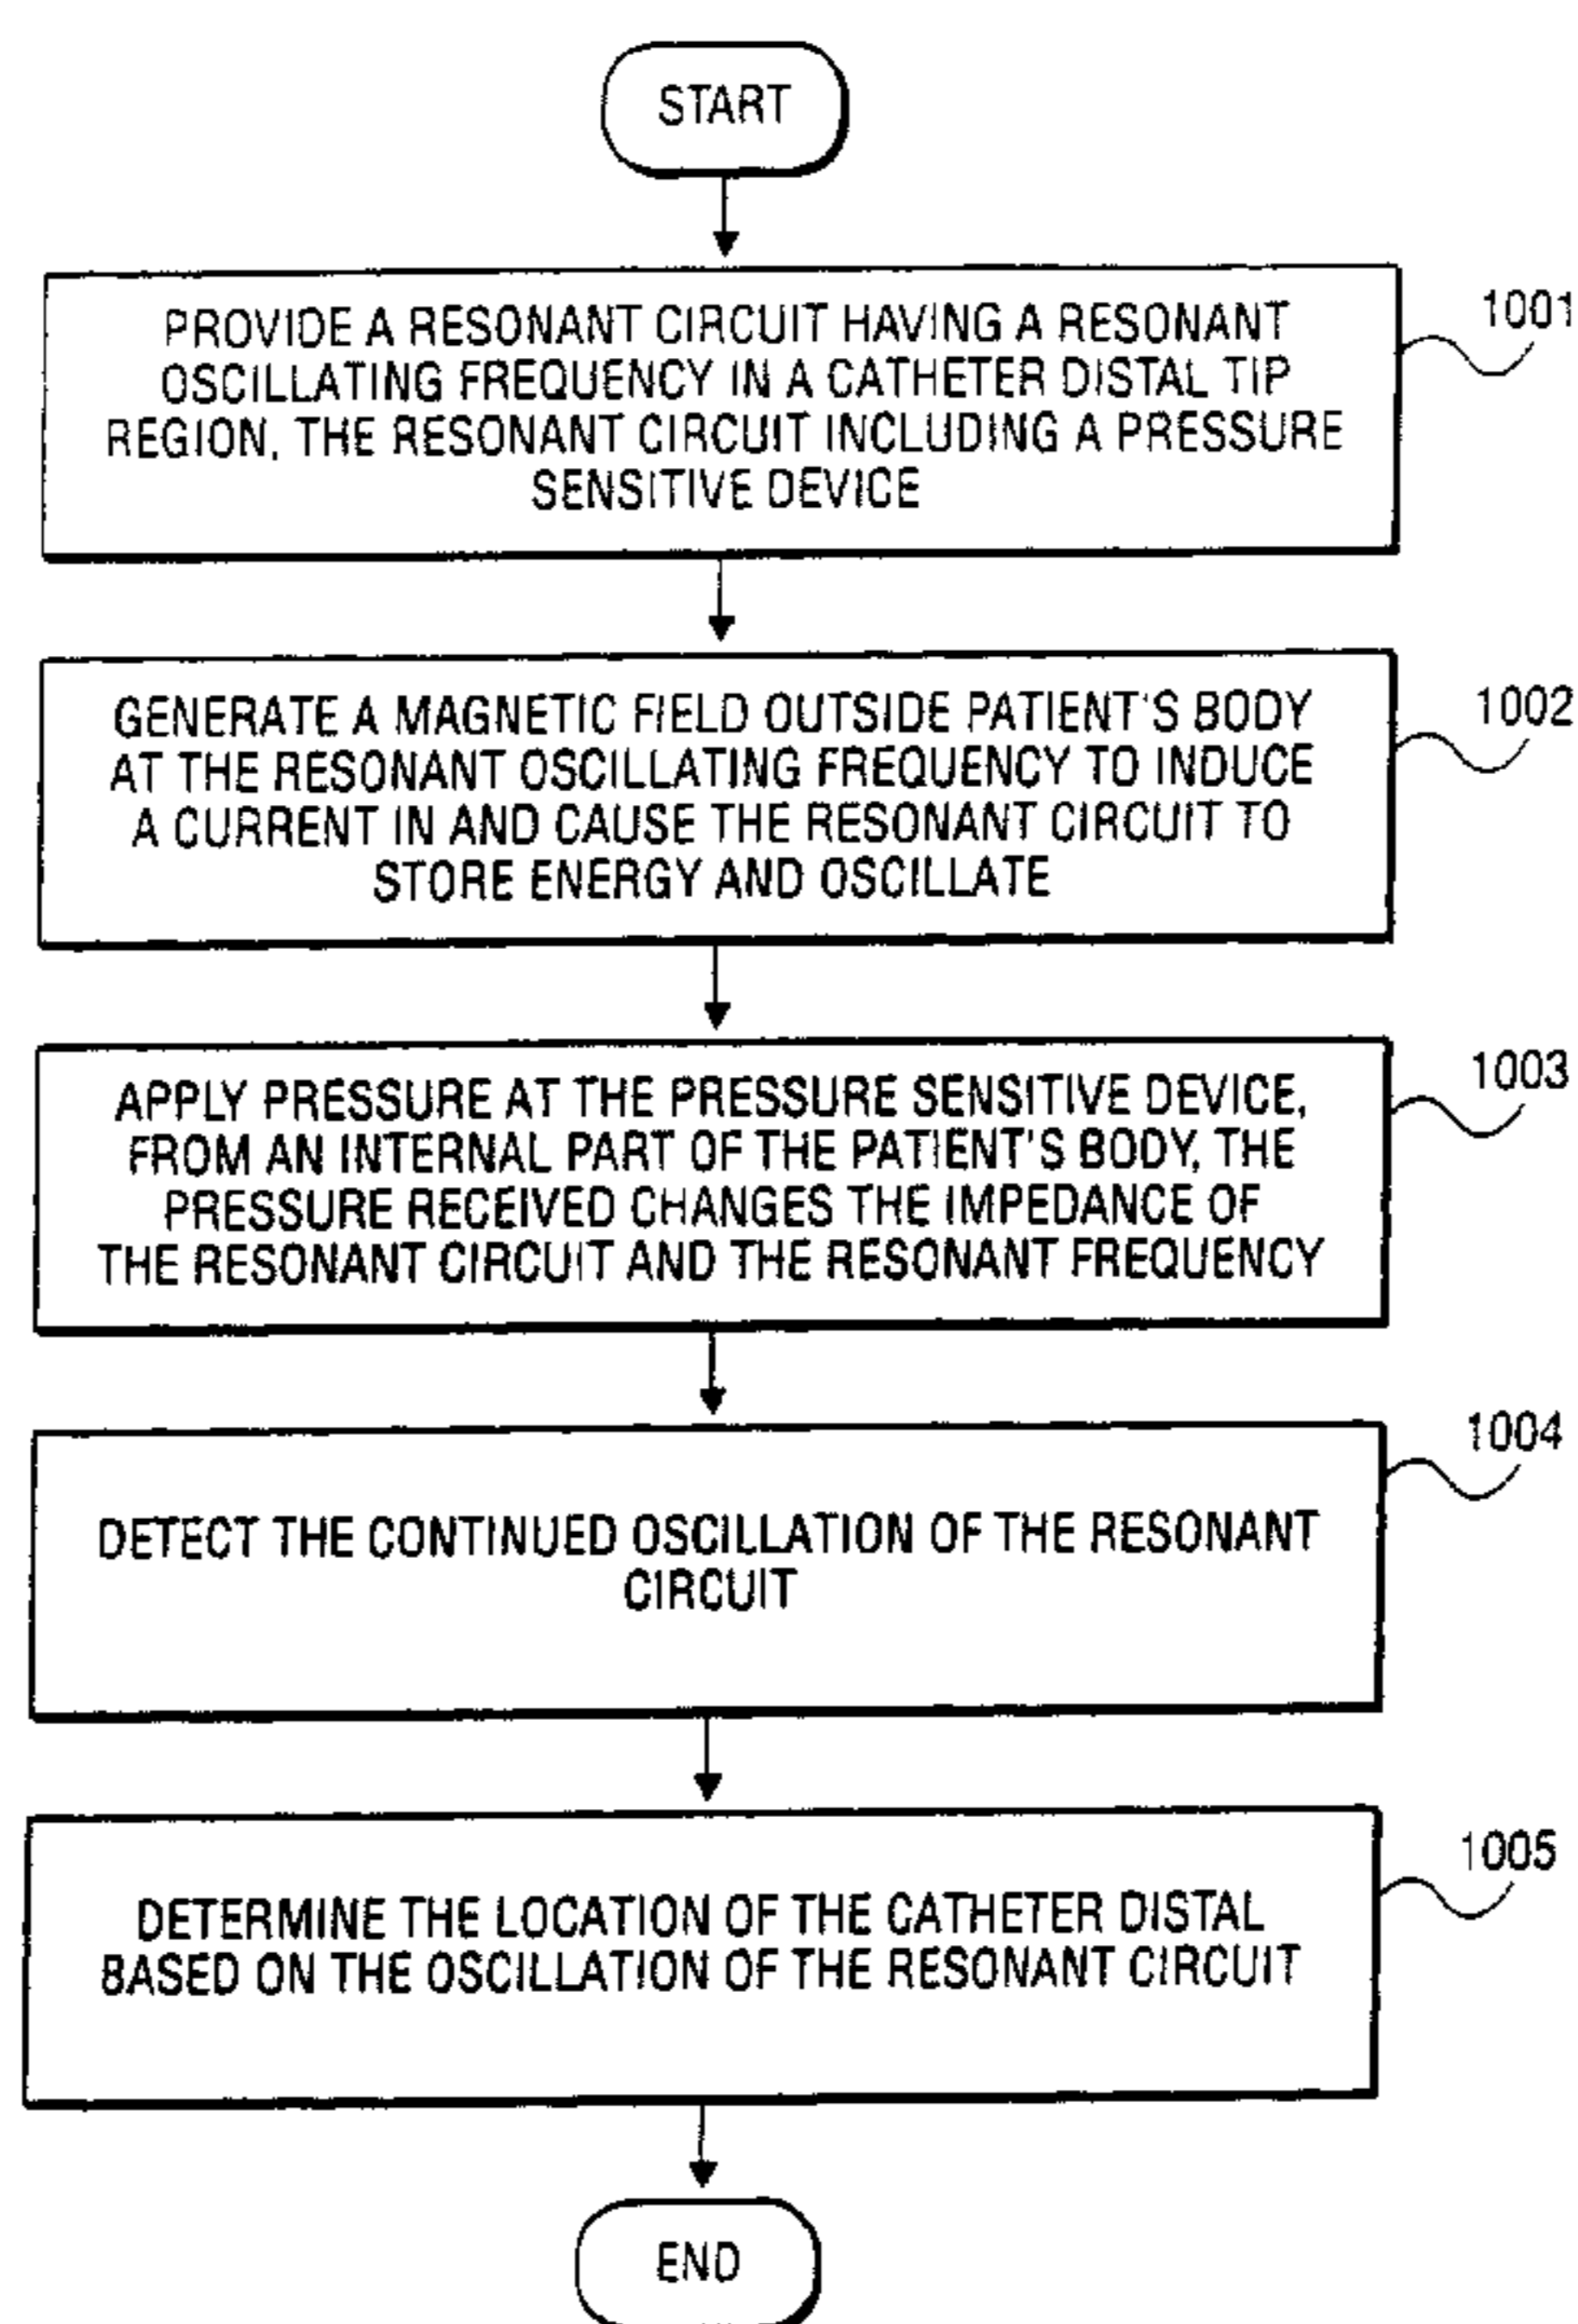 START
PROVIDE A RESONANT CIRCUIT HAVING A RESONANT
OSCILLATING FREQUENCY IN A CATHETER DISTAL TIP
REGION, THE RESONANT CIRCUIT INCLUDING A PRESSURE
SENSITIVE DEVICE
1001
GENERATE A MAGNETIC FIELD OUTSIDE PATIENT'S BODY
AT THE RESONANT OSCILLATING FREQUENCY TO INDUCE
A CURRENT IN AND CAUSE THE RESONANT CIRCUIT TO
STORE ENERGY AND OSCILLATE
1002
APPLY PRESSURE AT THE PRESSURE SENSITIVE DEVICE,
FROM AN INTERNAL PART OF THE PATIENT'S BODY, THE
PRESSURE RECEIVED CHANGES THE IMPEDANCE OF
THE RESONANT CIRCUIT AND THE RESONANT FREQUENCY
1003
DETECT THE CONTINUED OSCILLATION OF THE RESONANT
CIRCUIT
1004
DETERMINE THE LOCATION OF THE CATHETER DISTAL
BASED ON THE OSCILLATION OF THE RESONANT CIRCUIT
1005
END